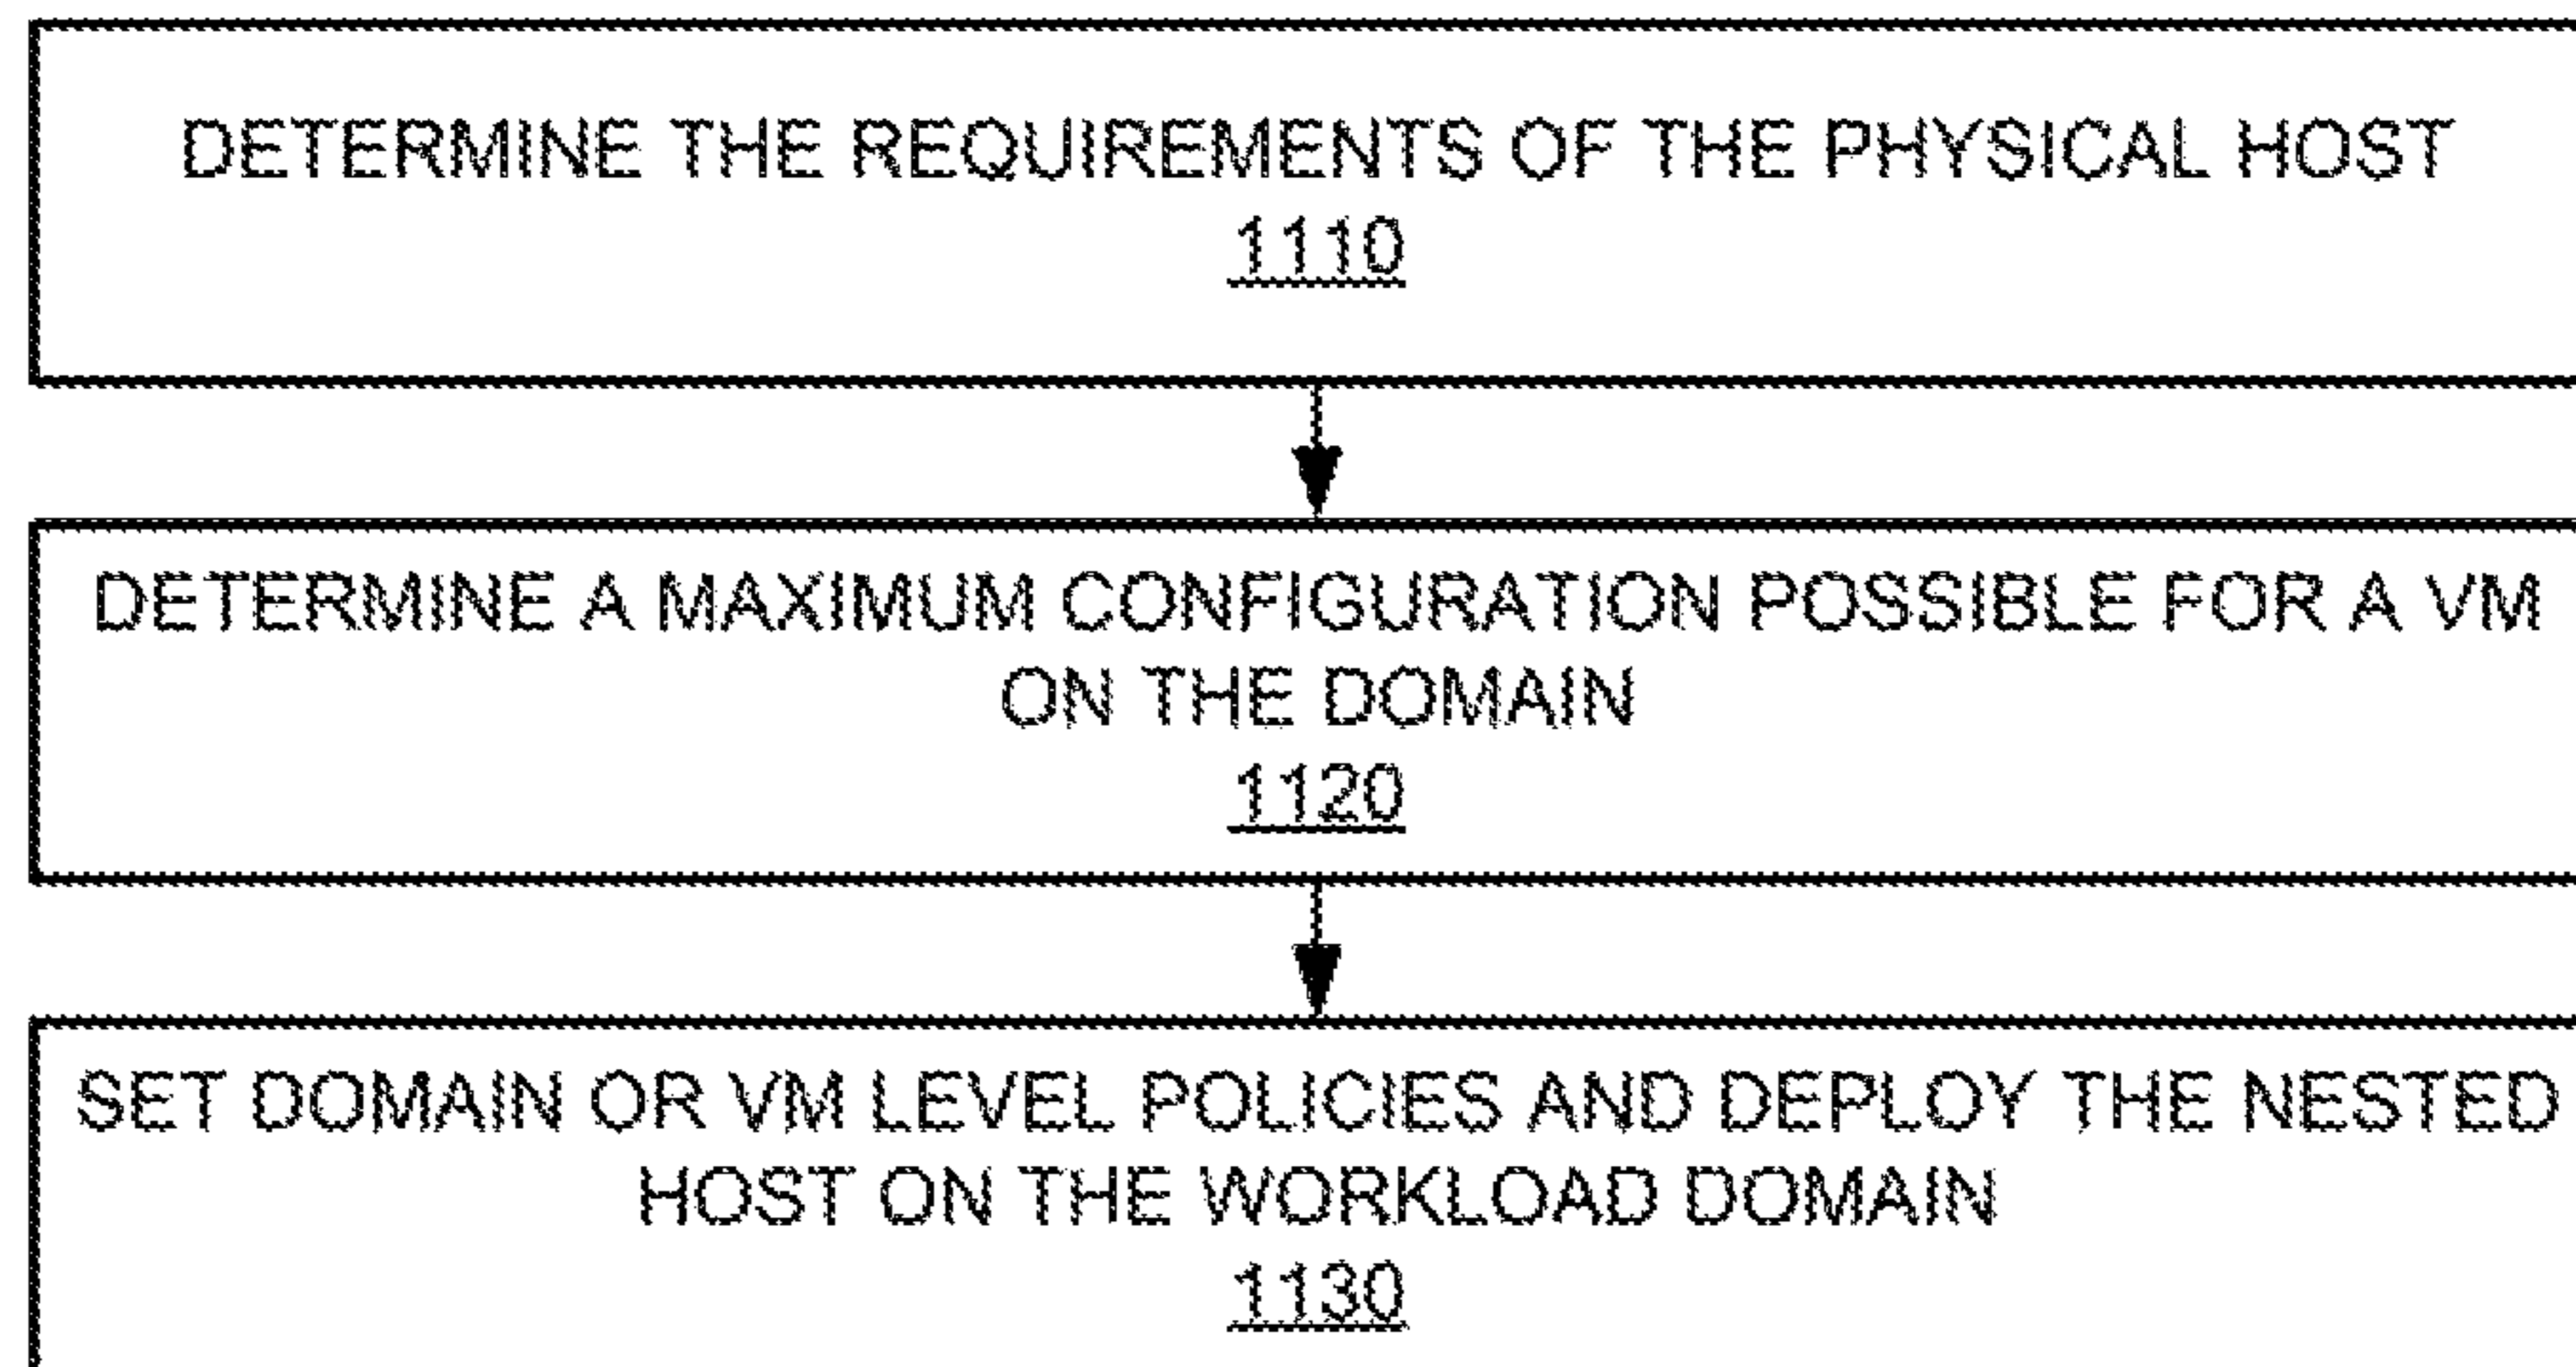 DETERMINE THE REQUIREMENTS OF THE PHYSICAL HOST
1110
DETERMINE A MAXIMUM CONFIGURATION POSSIBLE FOR A VM
ON THE DOMAIN
1120
SET DOMAIN OR VM LEVEL POLICIES AND DEPLOY THE NESTED
HOST ON THE WORKLOAD DOMAIN
1130